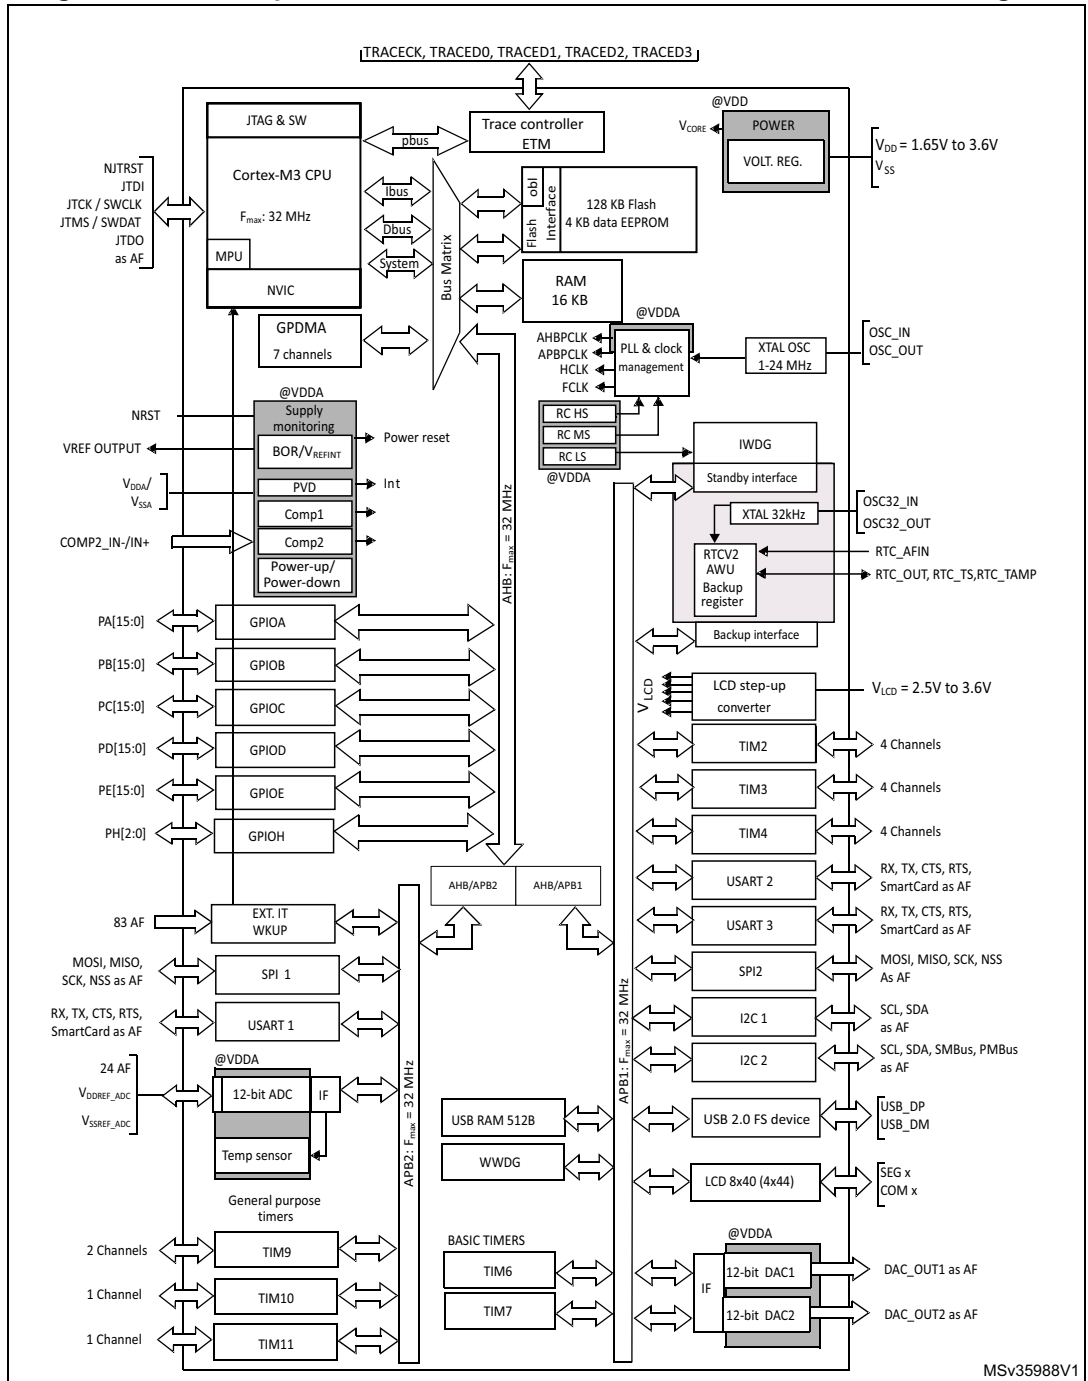 TRACECK, TRACED0, TRACED1, TRACED2, TRACED3
JTAG & SW
Cortex-M3 CPU
Fmax: 32 MHz
MPU
NVIC
NJTRST
JTDI
JTCK / SWCLK
JTMS / SWDAT
JTDO
as AF
pbus
Trace controller
ETM
Ibus
Dbus
System
Bus Matrix
obl
Flash
Interface
128 KB Flash
4 KB data EEPROM
RAM
16 KB
@VDD
VCORE
POWER
VOLT. REG.
VDD = 1.65V to 3.6V
VSS
GPDMA
7 channels
@VDDA
AHBPCLK
APBPCLK
HCLK
FCLK
PLL & clock
management
XTAL OSC
1-24 MHz
OSC_IN
OSC_OUT
RC HS
RC MS
RC LS
@VDDA
IWDG
Standby interface
XTAL 32kHz
OSC32_IN
OSC32_OUT
RTCV2
AWU
Backup
register
RTC_AFIN
RTC_OUT, RTC_TS,RTC_TAMP
Backup interface
@VDDA
Supply
monitoring
NRST
VREF OUTPUT
BOR/VREFINT
Power reset
VDDA/
VSSA
PVD
Int
Comp1
COMP2_IN-/IN+
Comp2
Power-up/
Power-down
AHB: Fmax = 32 MHz
PA[15:0]
GPIOA
PB[15:0]
GPIOB
PC[15:0]
GPIOC
PD[15:0]
GPIOD
PE[15:0]
GPIOE
PH[2:0]
GPIOH
VLCD
LCD step-up
converter
VLCD = 2.5V to 3.6V
TIM2
4 Channels
TIM3
4 Channels
TIM4
4 Channels
AHB/APB2
AHB/APB1
USART 2
RX, TX, CTS, RTS,
SmartCard as AF
USART 3
RX, TX, CTS, RTS,
SmartCard as AF
SPI2
MOSI, MISO, SCK, NSS
As AF
I2C 1
SCL, SDA
as AF
I2C 2
SCL, SDA, SMBus, PMBus
as AF
APB1: Fmax = 32 MHz
83 AF
EXT. IT
WKUP
MOSI, MISO,
SCK, NSS as AF
SPI 1
RX, TX, CTS, RTS,
SmartCard as AF
USART 1
@VDDA
24 AF
VDDREF_ADC
VSSREF_ADC
12-bit ADC
IF
Temp sensor
APB2: Fmax = 32 MHz
USB RAM 512B
WWDG
USB 2.0 FS device
USB_DP
USB_DM
LCD 8x40 (4x44)
SEG x
COM x
General purpose
timers
2 Channels
TIM9
1 Channel
TIM10
1 Channel
TIM11
BASIC TIMERS
TIM6
TIM7
@VDDA
IF
12-bit DAC1
DAC_OUT1 as AF
12-bit DAC2
DAC_OUT2 as AF
MSv35988V1